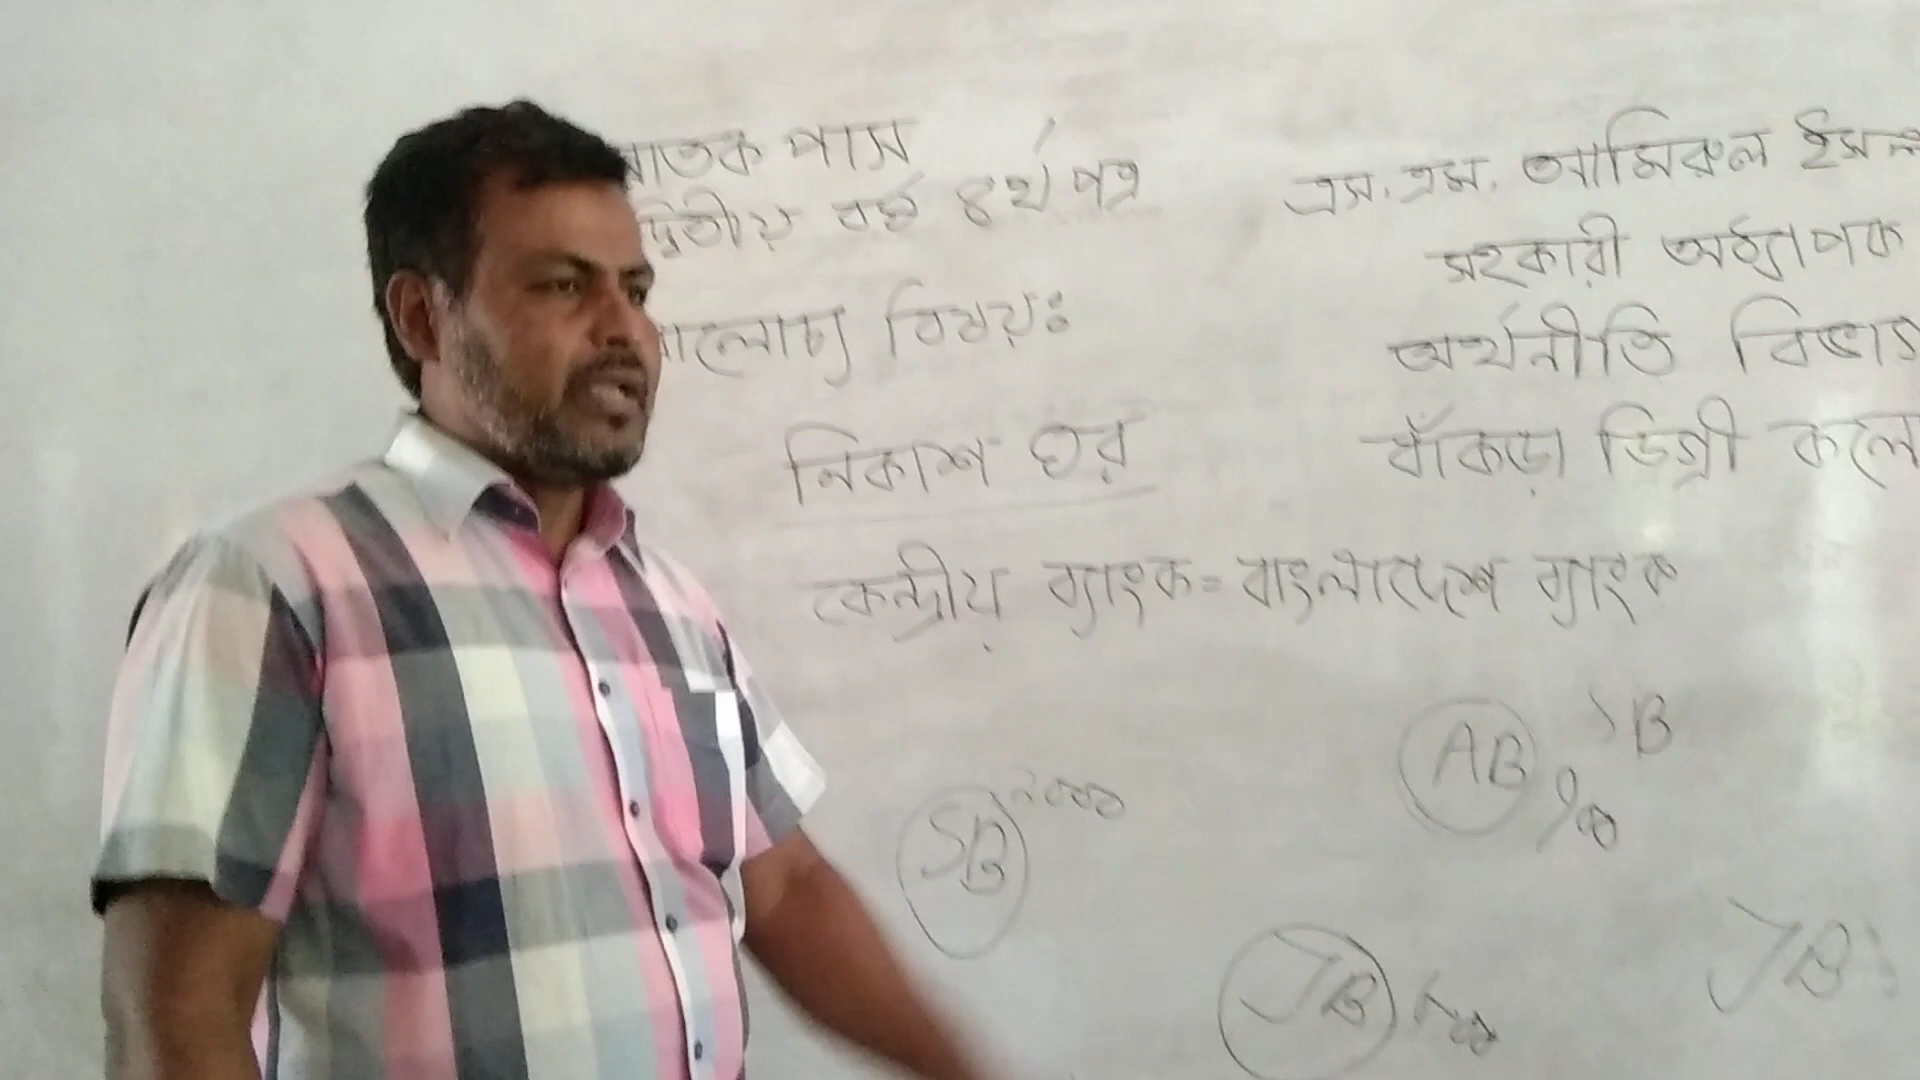 স্নাতক পাস
দ্বিতীয় বর্ষ ৪র্থ পত্র
আলোচ্য বিষয়ঃ
নিকাশ ঘর
এস.এম. আমিরুল ইসলা
সহকারী অধ্যাপক
অর্থনীতি বিভাগ
বাঁকড়া ডিগ্রী কলে
কেন্দ্রীয় ব্যাংক = বাংলাদেশ ব্যাংক
AB
SB
JB
JB